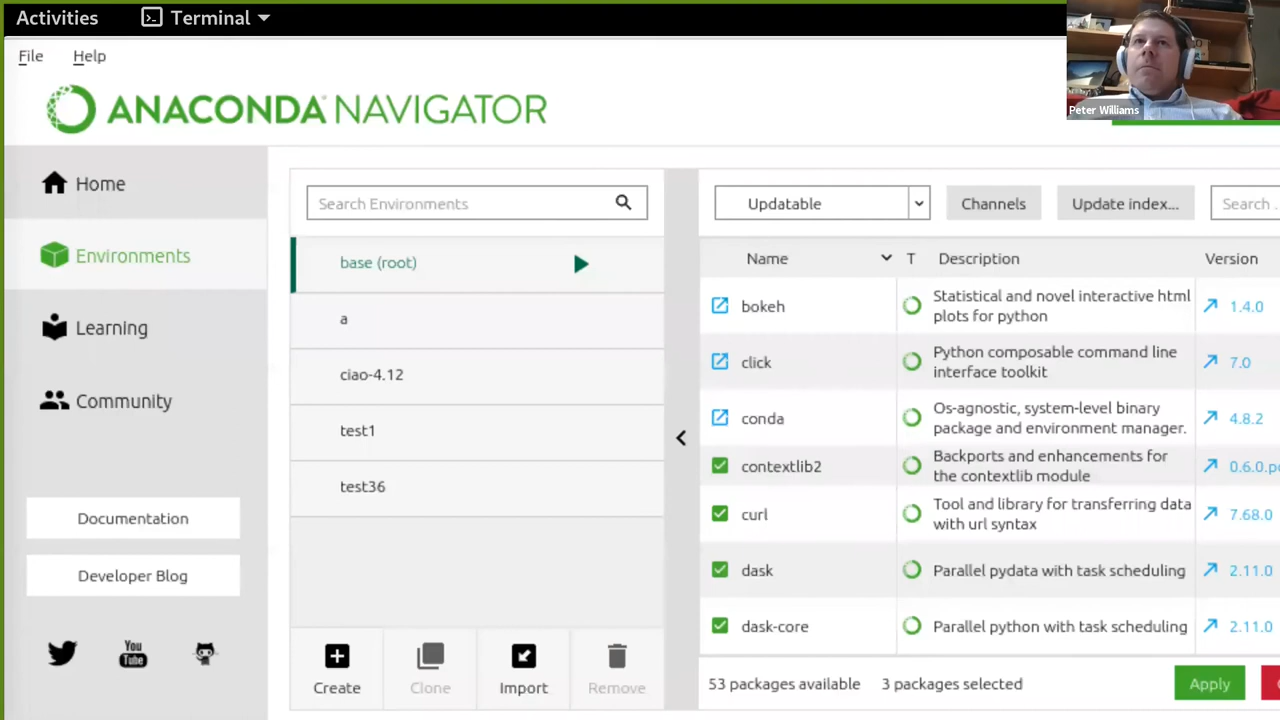 Activities
Terminal
File
Help
Peter Williams
ANACONDA NAVIGATOR
Home
Environments
Learning
Community
Documentation
Developer Blog
You
Tube
Search Environments
base (root)
a
ciao-4.12
test1
test36
Create
Clone
Import
Remove
Updatable
Channels
Update index...
Search .
Name
T
Description
Version
bokeh
Statistical and novel interactive html
plots for python
1.4.0
click
Python composable command line
interface toolkit
7.0
conda
Os-agnostic, system-level binary
package and environment manager.
4.8.2
contextlib2
Backports and enhancements for
the contextlib module
0.6.0.po
curl
Tool and library for transferring data
with url syntax
7.68.0
dask
Parallel pydata with task scheduling
2.11.0
dask-core
Parallel python with task scheduling
2.11.0
53 packages available
3 packages selected
Apply